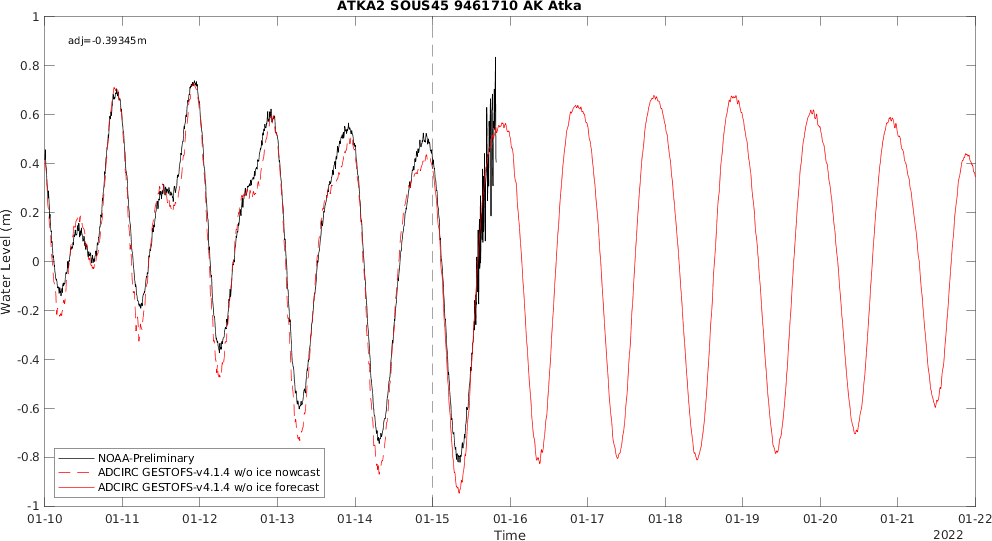 ATKA2 SOUS45 9461710 AK Atka
adj=-0.39345m
1
0.8
0.6
0.4
0.2
0
-0.2
-0.4
-0.6
-0.8
-1
Water Level (m)
NOAA-Preliminary
ADCIRC GESTOFS-v4.1.4 w/o ice nowcast
ADCIRC GESTOFS-v4.1.4 w/o ice forecast
01-10 01-11 01-12 01-13 01-14 01-15 01-16 01-17 01-18 01-19 01-20 01-21 01-22
Time
2022